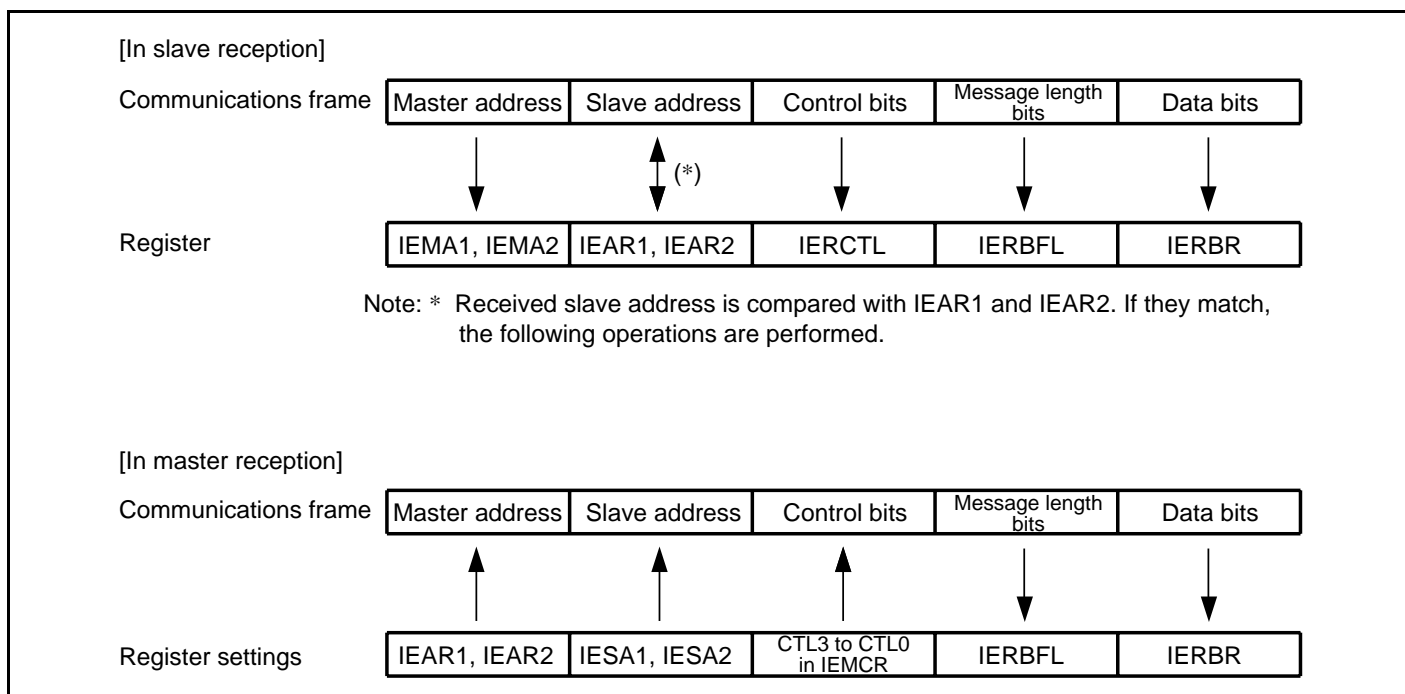 [In slave reception]
Communications frame Master address Slave address Control bits Message length bits Data bits
(*)
Register IEMA1, IEMA2 IEAR1, IEAR2 IERCTL IERBFL IERBR
Note: * Received slave address is compared with IEAR1 and IEAR2. If they match,
the following operations are performed.
[In master reception]
Communications frame Master address Slave address Control bits Message length bits Data bits
Register settings IEAR1, IEAR2 IESA1, IESA2 CTL3 to CTL0 in IEMCR IERBFL IERBR